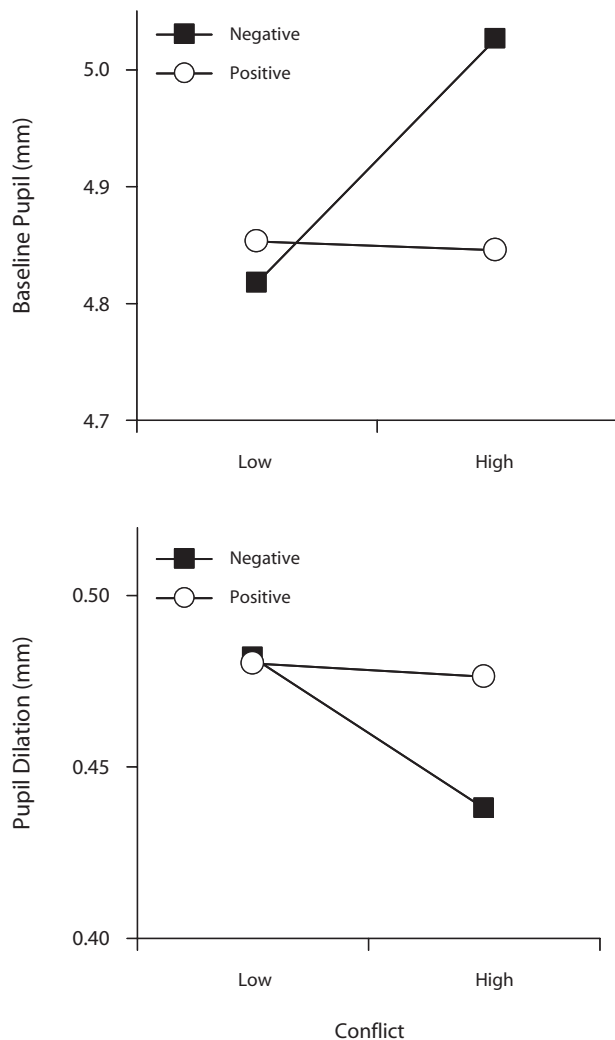 Negative
Positive
Baseline Pupil (mm)
5.0
4.9
4.8
4.7
Low High
Negative
Positive
Pupil Dilation (mm)
0.50
0.45
0.40
Low High
Conflict